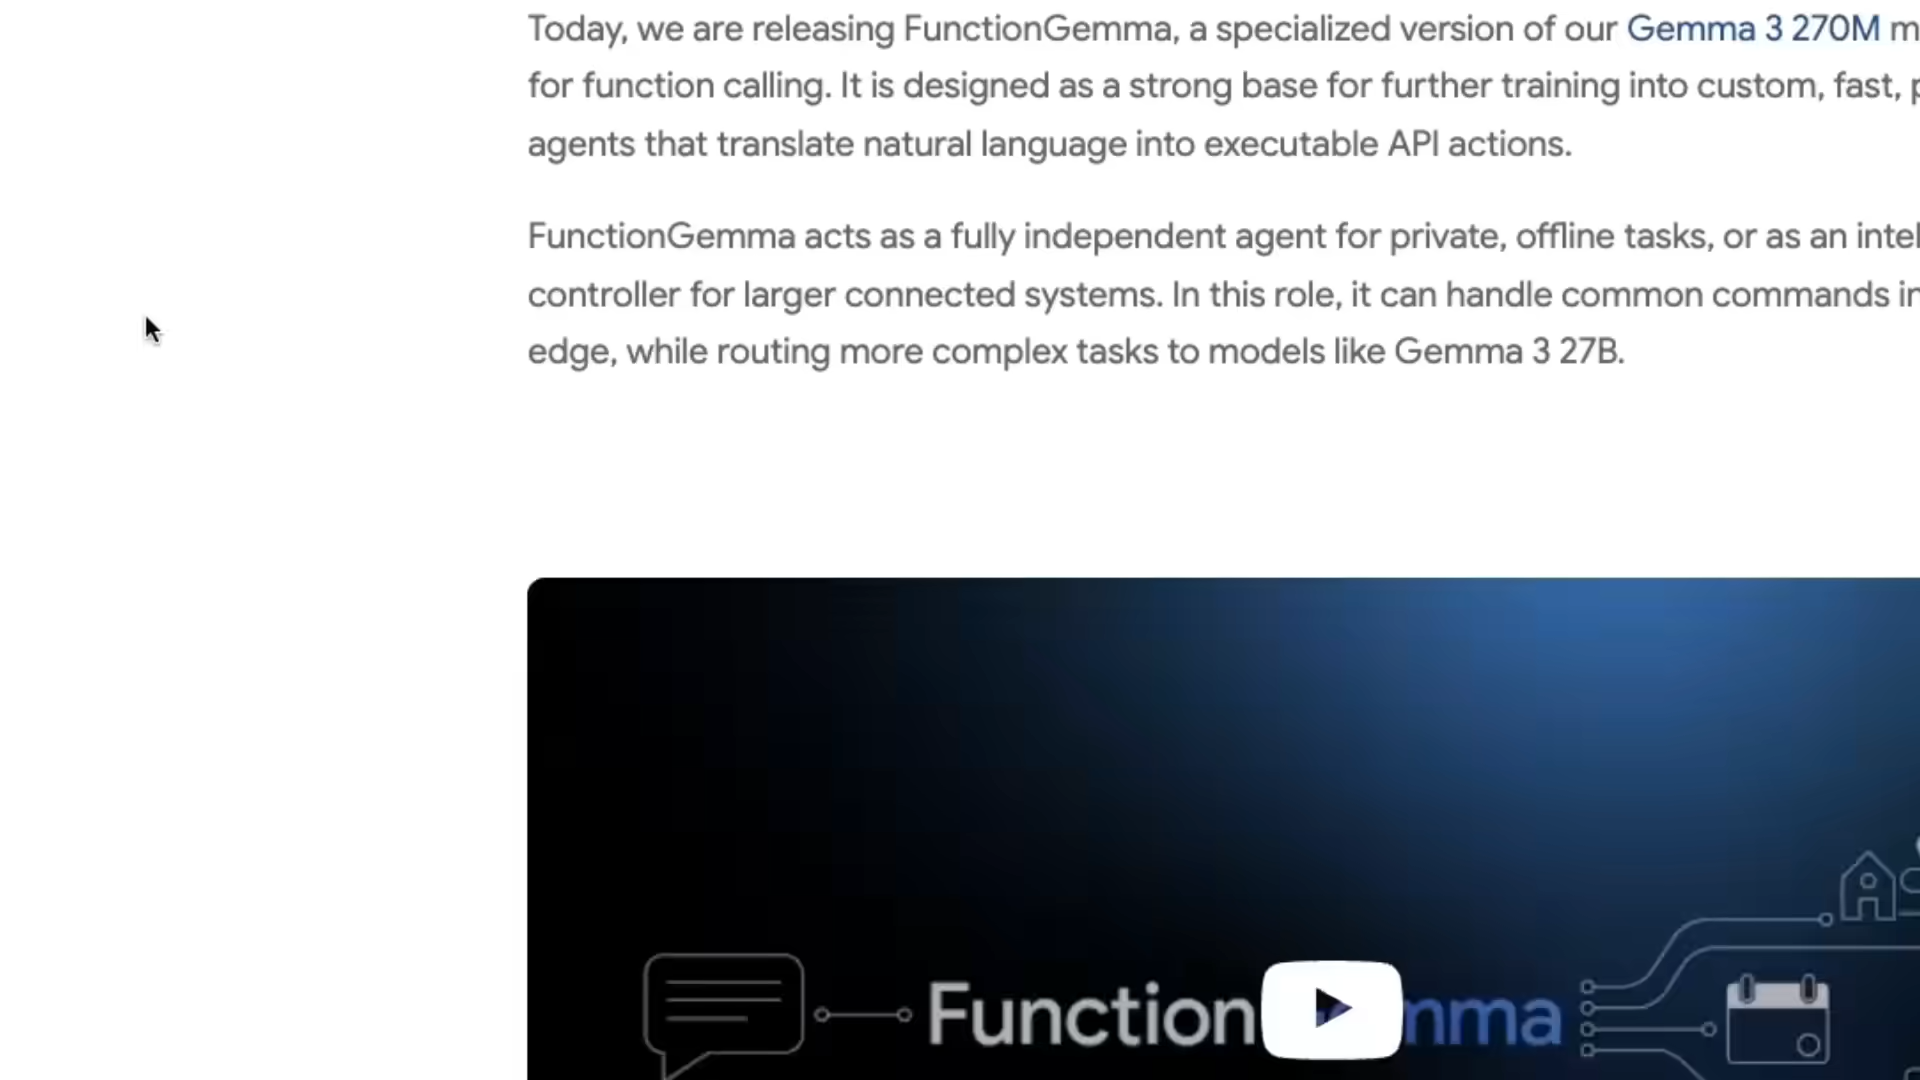 Today, we are releasing FunctionGemma, a specialized version of our Gemma 3 270M
for function calling. It is designed as a strong base for further training into custom, fast,
agents that translate natural language into executable API actions.
FunctionGemma acts as a fully independent agent for private, offline tasks, or as an
controller for larger connected systems. In this role, it can handle common commands
edge, while routing more complex tasks to models like Gemma 3 27B.
Function mma